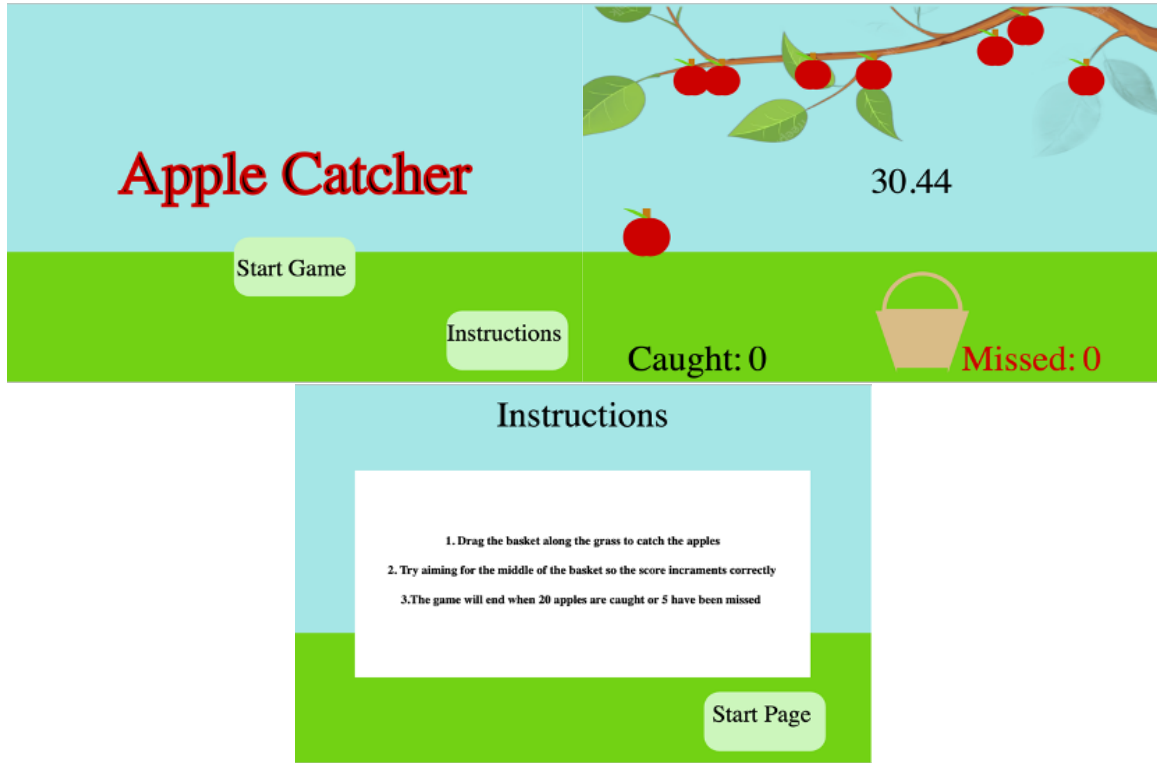 Apple Catcher
Start Game
Instructions
30.44
Caught: 0
Missed: 0
Instructions
1. Drag the basket along the grass to catch the apples
2. Try aiming for the middle of the basket so the score incraments correctly
3.The game will end when 20 apples are caught or 5 have been missed
Start Page